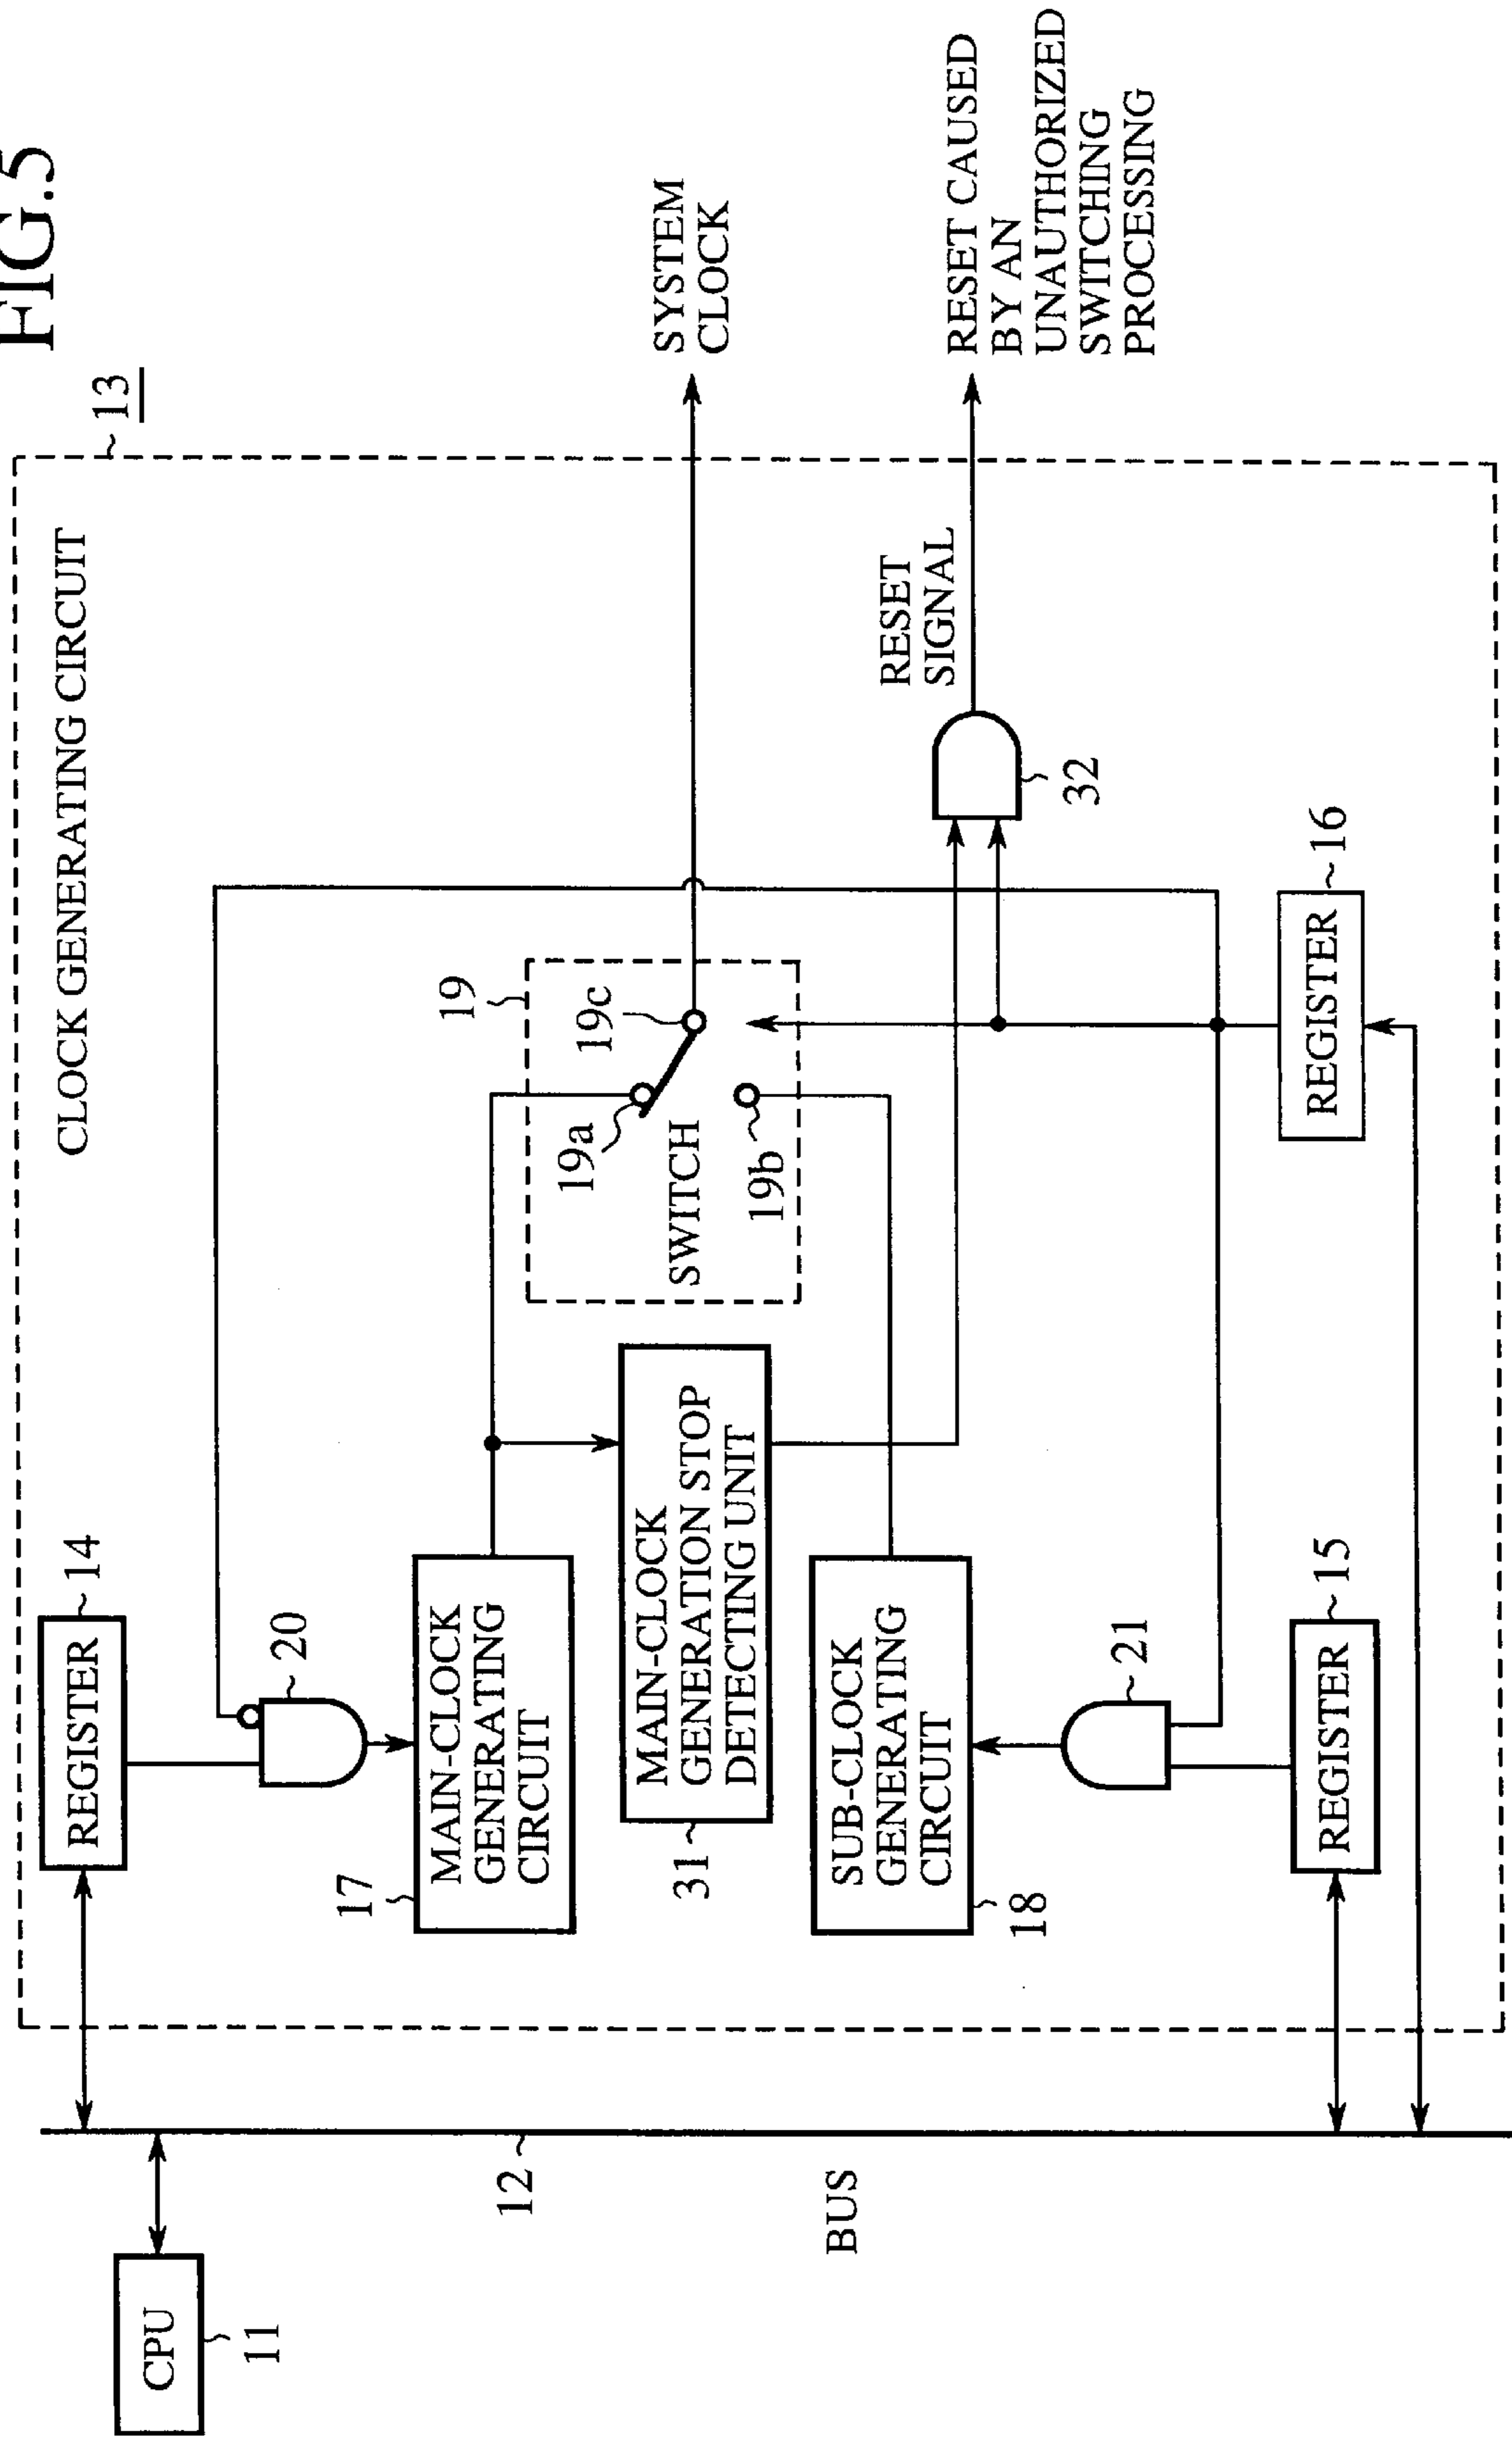 FIG.5
13
CLOCK GENERATING CIRCUIT
CPU
11
12
BUS
REGISTER
14
20
17
MAIN-CLOCK
GENERATING
CIRCUIT
31
MAIN-CLOCK
GENERATION STOP
DETECTING UNIT
18
SUB-CLOCK
GENERATING
CIRCUIT
21
REGISTER
15
19
19a
19c
SWITCH
19b
REGISTER
16
32
RESET
SIGNAL
SYSTEM
CLOCK
RESET CAUSED
BY AN
UNAUTHORIZED
SWITCHING
PROCESSING